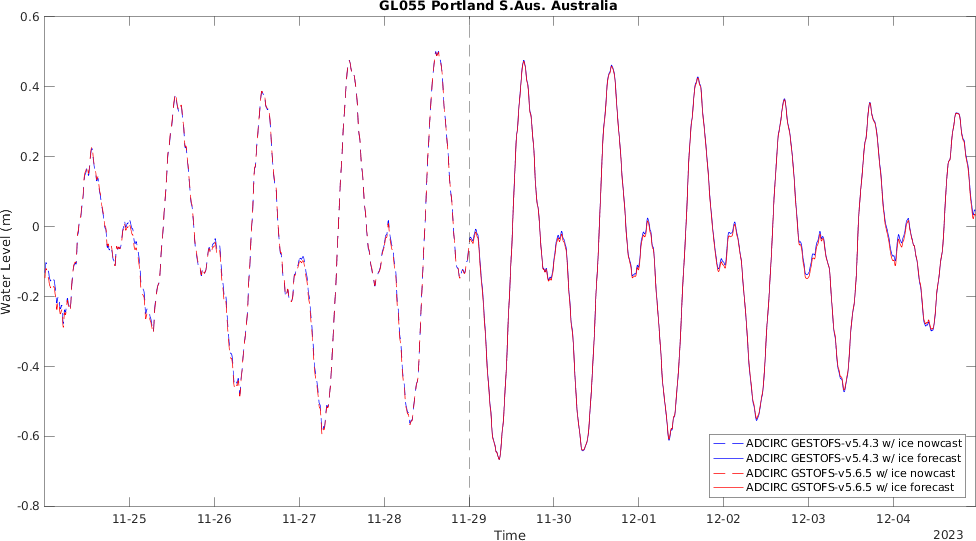 GL055 Portland S.Aus. Australia
0.6
0.4
0.2
0
-0.2
-0.4
-0.6
-0.8
Water Level (m)
11-25
11-26
11-27
11-28
11-29
11-30
12-01
12-02
12-03
12-04
Time
2023
ADCIRC GESTOFS-v5.4.3 w/ ice nowcast
ADCIRC GESTOFS-v5.4.3 w/ ice forecast
ADCIRC GSTOFS-v5.6.5 w/ ice nowcast
ADCIRC GSTOFS-v5.6.5 w/ ice forecast